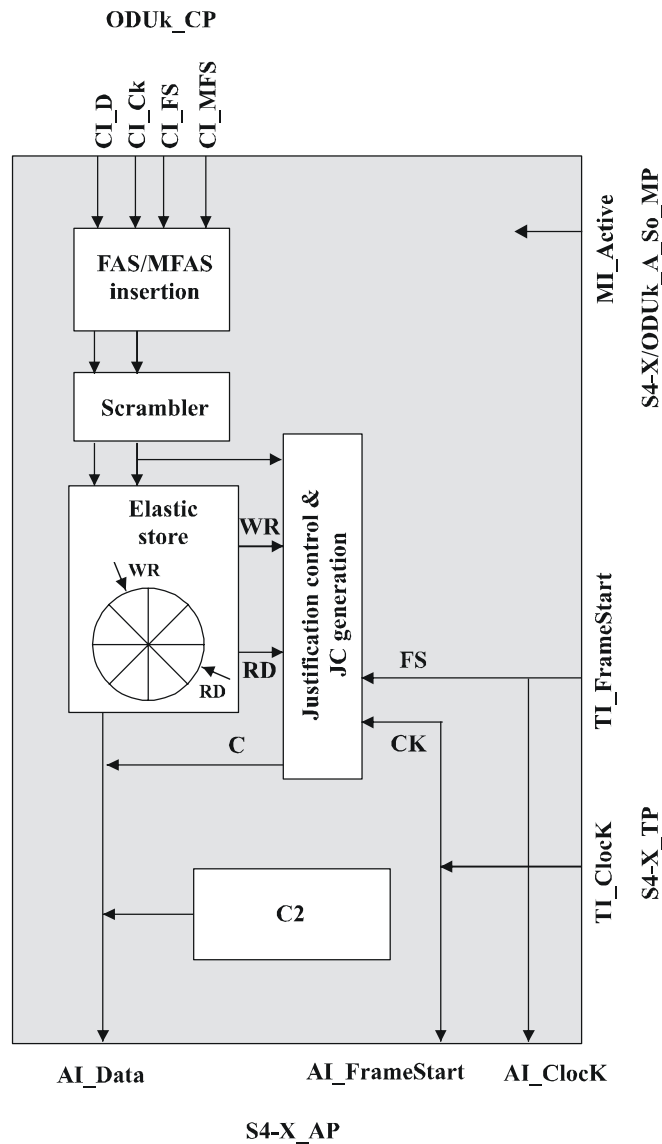 ODUk_CP
CI_D
CI_Ck
CI_FS
CI_MFS
MI_Active
S4-X/ODUk_A_So_MP
FAS/MFAS
insertion
Scrambler
Elastic
store
WR
WR
RD
RD
Justification control &
JC generation
FS
TI_FrameStart
C
CK
TI_ClocK
S4-X_TP
C2
AI_Data
AI_FrameStart
AI_ClocK
S4-X_AP